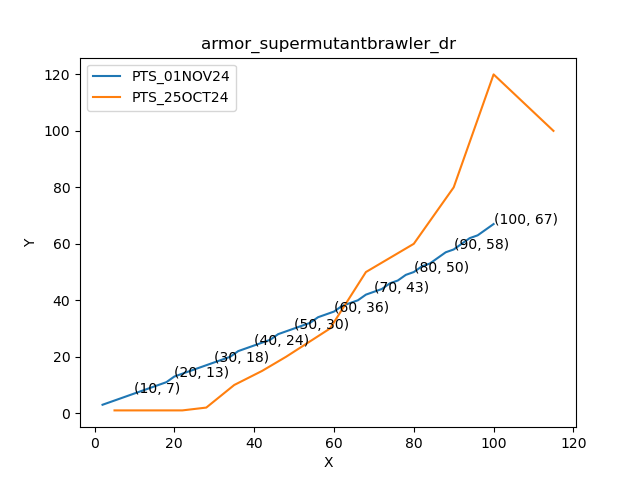 armor_supermutantbrawler_dr
PTS_01NOV24
PTS_25OCT24
120
100
80
60
40
20
0
Y
(100, 67)
(90, 58)
(80, 50)
(70, 43)
(60, 36)
(50, 30)
(40, 24)
(30, 18)
(20, 13)
(10, 7)
0 20 40 60 80 100 120
X